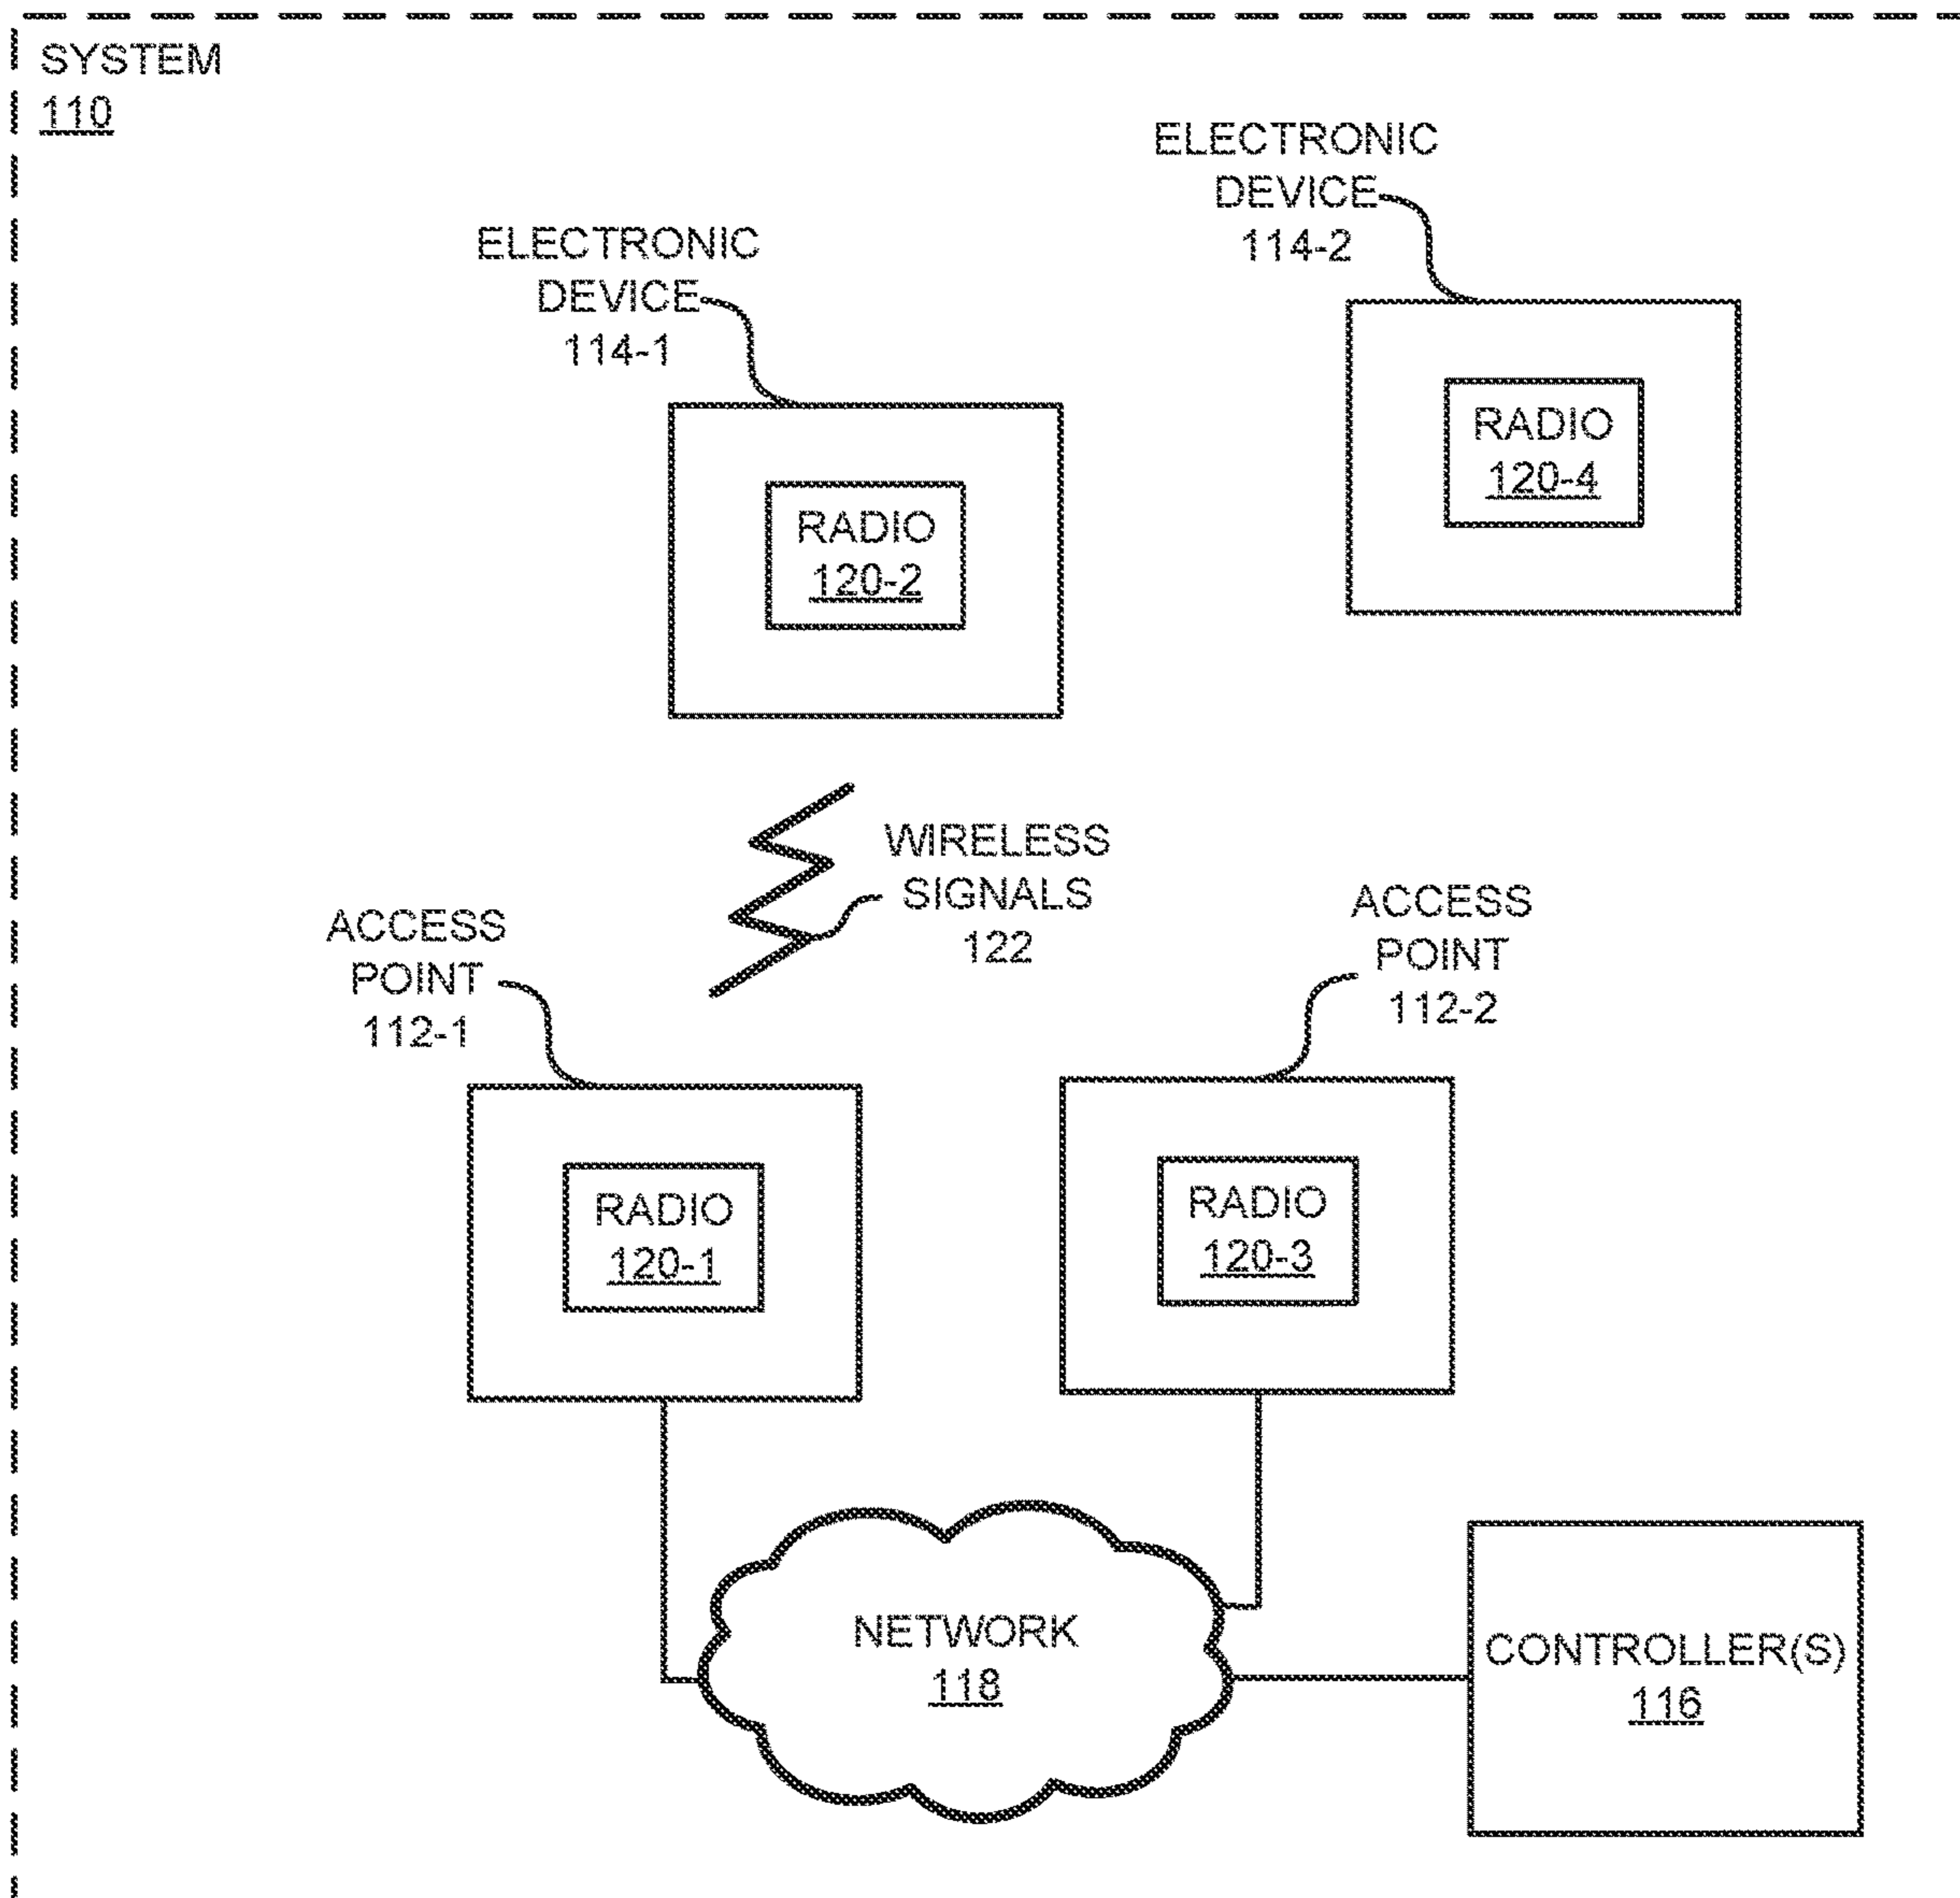 SYSTEM
110
ELECTRONIC
DEVICE
114-2
ELECTRONIC
DEVICE
114-1
RADIO
120-4
RADIO
120-2
WIRELESS
SIGNALS
122
ACCESS
POINT
112-1
ACCESS
POINT
112-2
RADIO
120-1
RADIO
120-3
NETWORK
118
CONTROLLER(S)
116